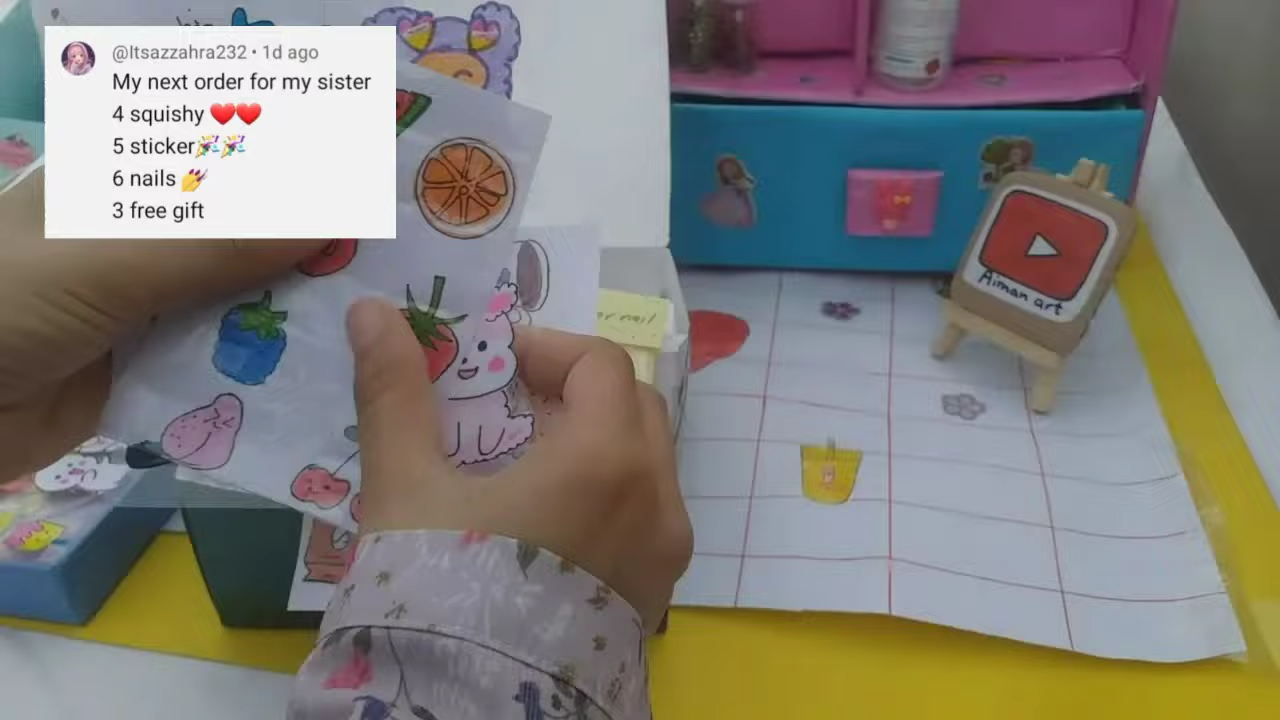 @Itsazzahra232 • 1d ago
My next order for my sister
4 squishy ❤️❤️
5 sticker🎉🎉
6 nails 💅
3 free gift
nail
Aiman art